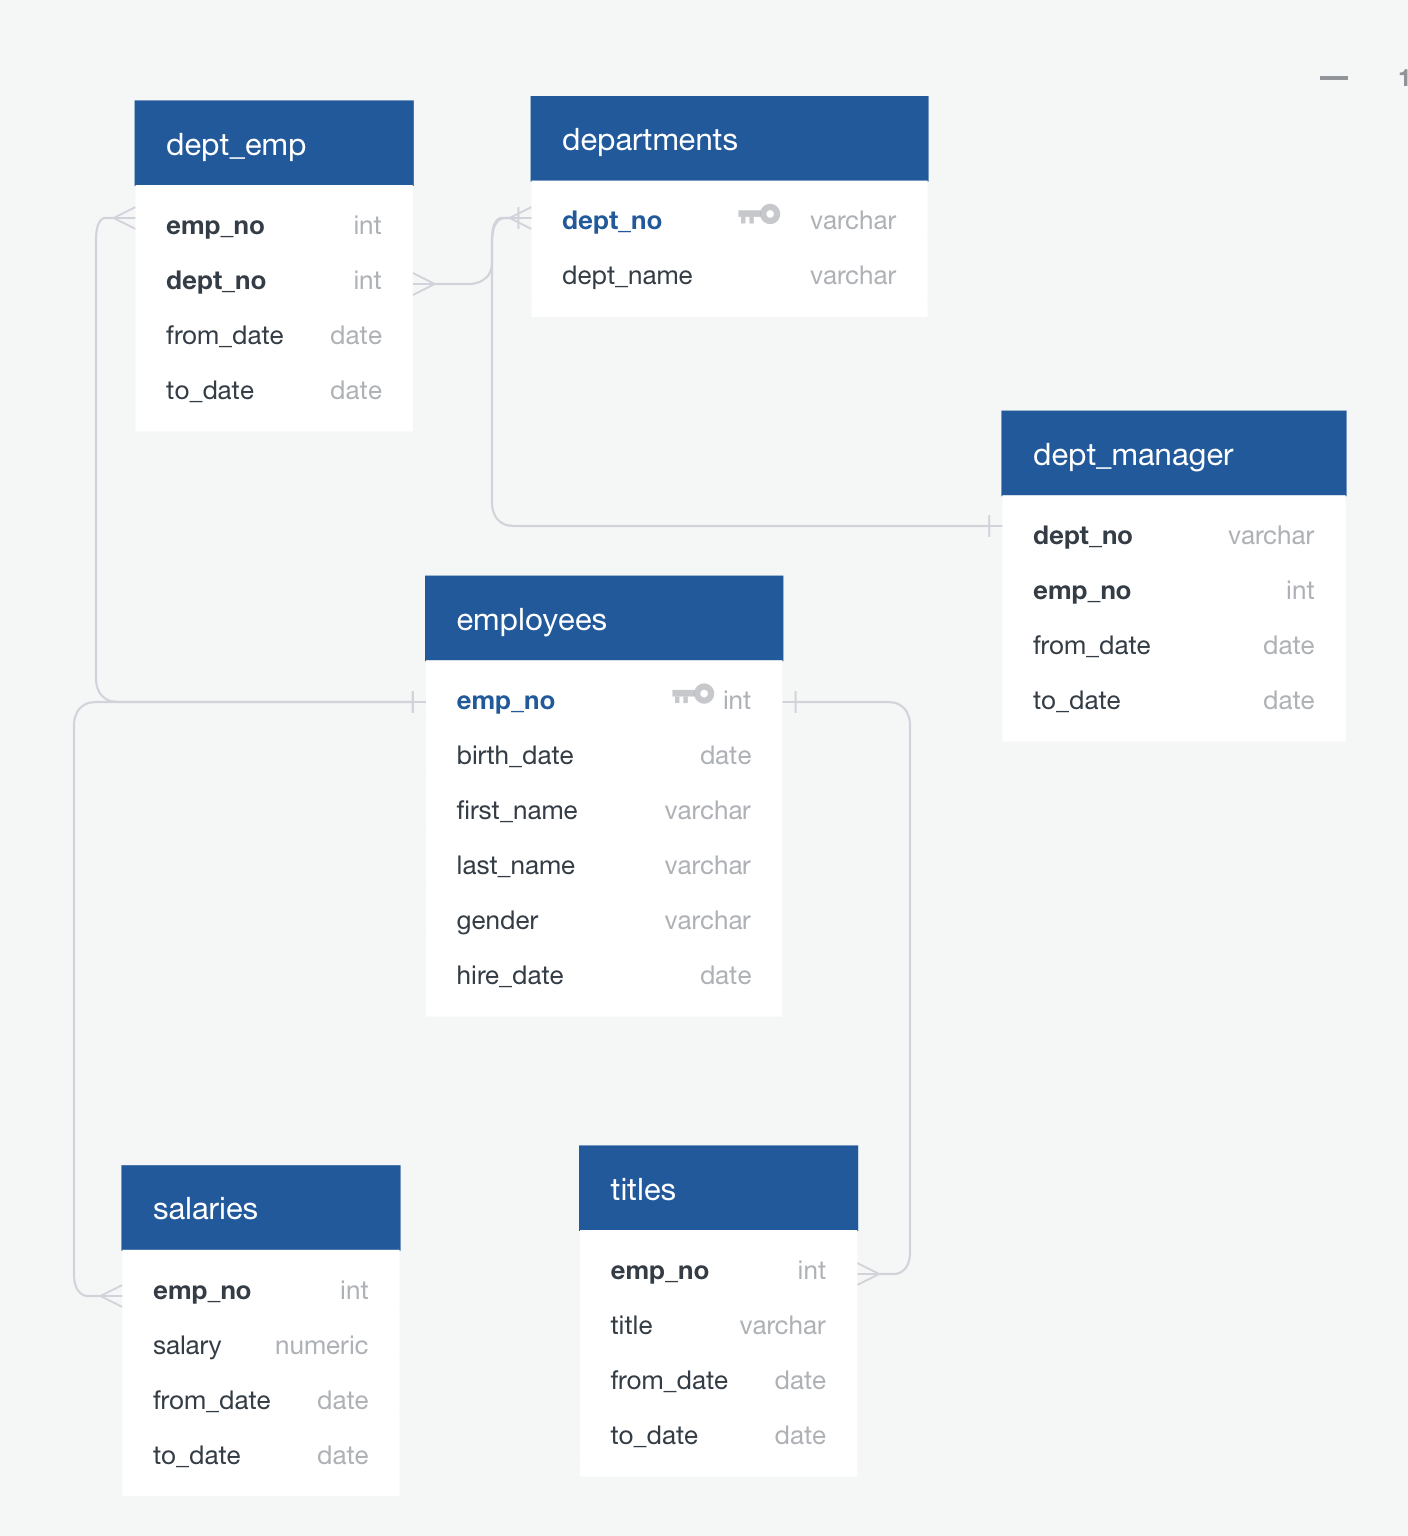 1
dept_emp
emp_no int
dept_no int
from_date date
to_date date
departments
dept_no varchar
dept_name varchar
dept_manager
dept_no varchar
emp_no int
from_date date
to_date date
employees
emp_no int
birth_date date
first_name varchar
last_name varchar
gender varchar
hire_date date
salaries
emp_no int
salary numeric
from_date date
to_date date
titles
emp_no int
title varchar
from_date date
to_date date